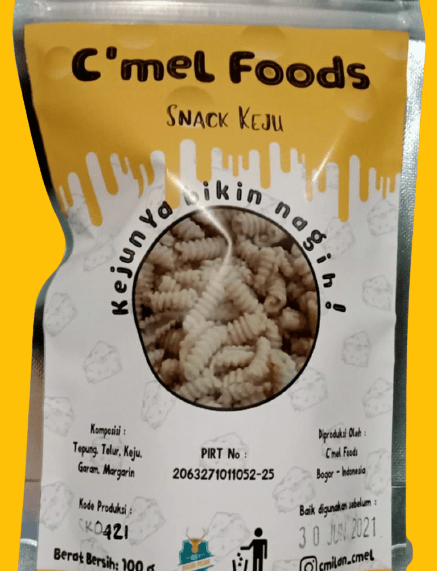 C'mel Foods
Snack Keju
Kejunya bikin nagih!
Komposisi :
Tepung, Telur, Keju,
Garam, Margarin
PIRT No :
2063271011052-25
Diproduksi Oleh :
C'mel Foods
Bogor - Indonesia
Kode Produksi :
SK0421
Baik digunakan sebelum :
30 JUN 2021
Berat Bersih: 100 g
cmilan_cmel